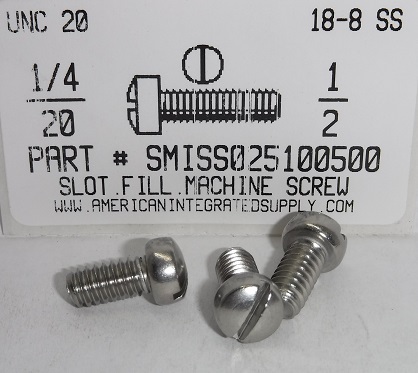 UNC 20 18-8 SS
1/4 1
20 2
PART # SMISS025100500
SLOT.FILL.MACHINE SCREW
WWW.AMERICANINTEGRATEDSUPPLY.COM